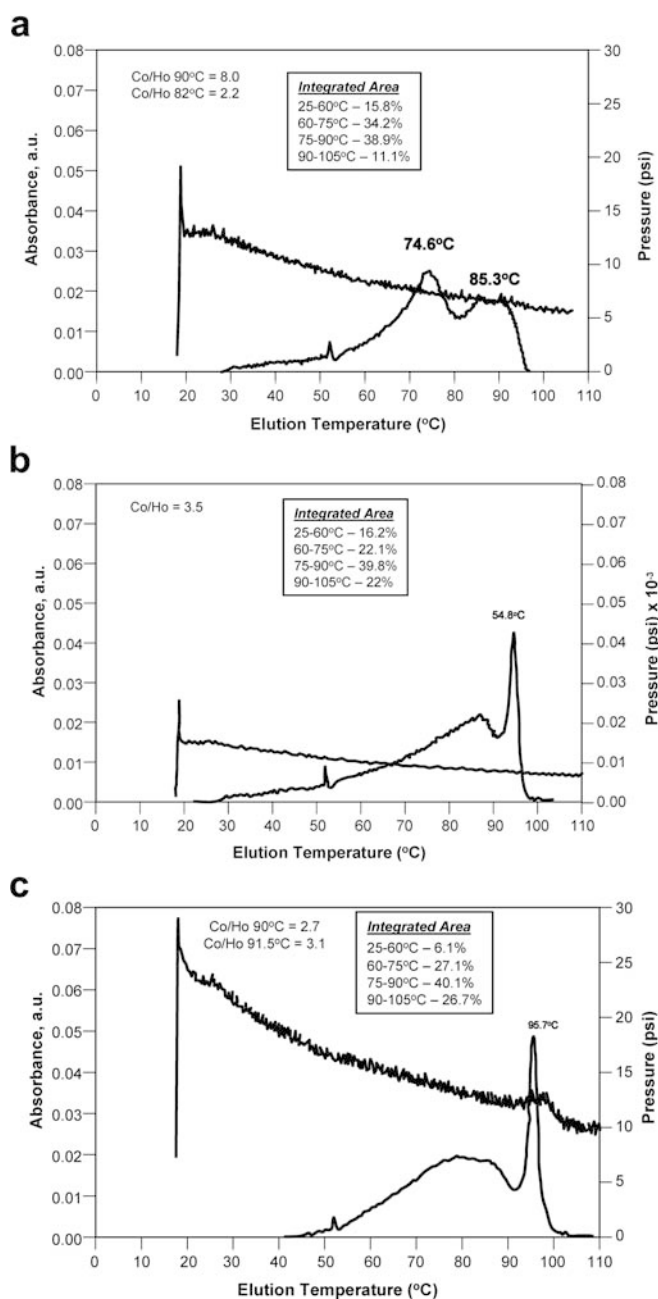 a
Co/Ho 90°C = 8.0
Co/Ho 82°C = 2.2
Integrated Area
25-60°C – 15.8%
60-75°C – 34.2%
75-90°C – 38.9%
90-105°C – 11.1%
74.6°C
85.3°C
Absorbance, a.u.
0.08
0.07
0.06
0.05
0.04
0.03
0.02
0.01
0.00
Pressure (psi)
30
25
20
15
10
5
0
0 10 20 30 40 50 60 70 80 90 100 110
Elution Temperature (°C)
b
Co/Ho = 3.5
Integrated Area
25-60°C – 16.2%
60-75°C – 22.1%
75-90°C – 39.8%
90-105°C – 22%
54.8°C
Absorbance, a.u.
0.08
0.07
0.06
0.05
0.04
0.03
0.02
0.01
0.00
Pressure (psi) x 10⁻³
0.08
0.07
0.06
0.05
0.04
0.03
0.02
0.01
0.00
0 10 20 30 40 50 60 70 80 90 100 110
Elution Temperature (°C)
c
Co/Ho 90°C = 2.7
Co/Ho 91.5°C = 3.1
Integrated Area
25-60°C – 6.1%
60-75°C – 27.1%
75-90°C – 40.1%
90-105°C – 26.7%
95.7°C
Absorbance, a.u.
0.08
0.07
0.06
0.05
0.04
0.03
0.02
0.01
0.00
Pressure (psi)
30
25
20
15
10
5
0
0 10 20 30 40 50 60 70 80 90 100 110
Elution Temperature (°C)